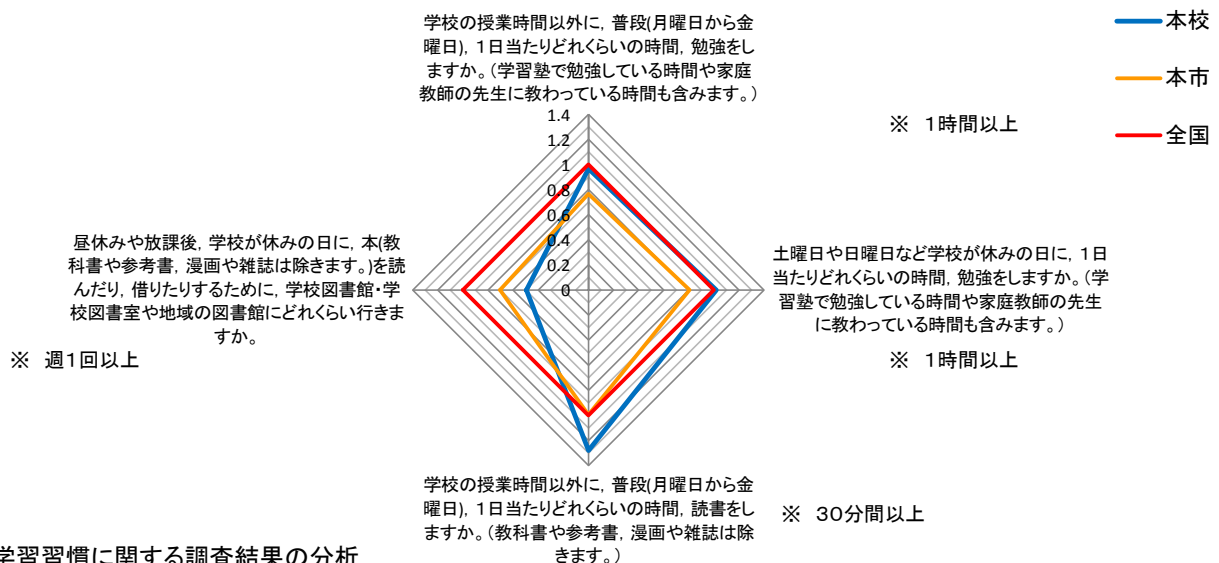 学校の授業時間以外に，普段(月曜日から金
曜日)，１日当たりどれくらいの時間，勉強をし
ますか。（学習塾で勉強している時間や家庭
教師の先生に教わっている時間も含みます。）
本校
本市
全国
※　１時間以上
1.4
1.2
1
0.8
0.6
0.4
0.2
0
昼休みや放課後，学校が休みの日に，本(教
科書や参考書，漫画や雑誌は除きます。)を読
んだり，借りたりするために，学校図書館・学
校図書室や地域の図書館にどれくらい行きま
すか。
※　週１回以上
土曜日や日曜日など学校が休みの日に，１日
当たりどれくらいの時間，勉強をしますか。（学
習塾で勉強している時間や家庭教師の先生
に教わっている時間も含みます。）
※　１時間以上
学校の授業時間以外に，普段(月曜日から金
曜日)，１日当たりどれくらいの時間，読書をし
ますか。（教科書や参考書，漫画や雑誌は除
きます。）
※　３０分間以上
学習習慣に関する調査結果の分析